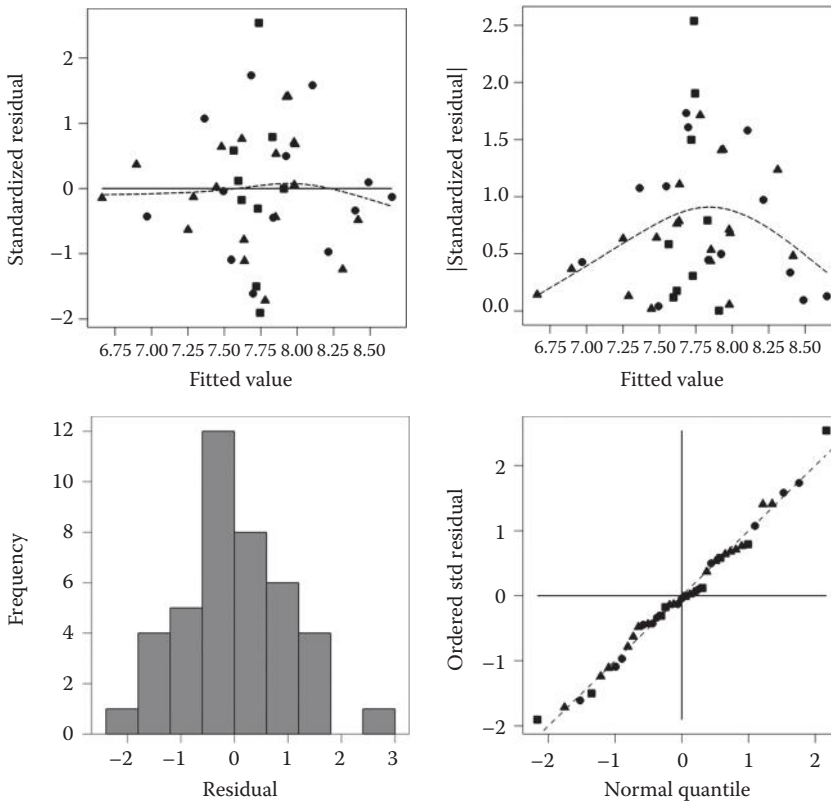 Standardized residual
2
1
0
−1
−2
6.75 7.00 7.25 7.50 7.75 8.00 8.25 8.50
Fitted value
|Standardized residual|
2.5
2.0
1.5
1.0
0.5
0.0
6.75 7.00 7.25 7.50 7.75 8.00 8.25 8.50
Fitted value
Frequency
12
10
8
6
4
2
0
−2 −1 0 1 2 3
Residual
Ordered std residual
2
1
0
−1
−2
−2 −1 0 1 2
Normal quantile